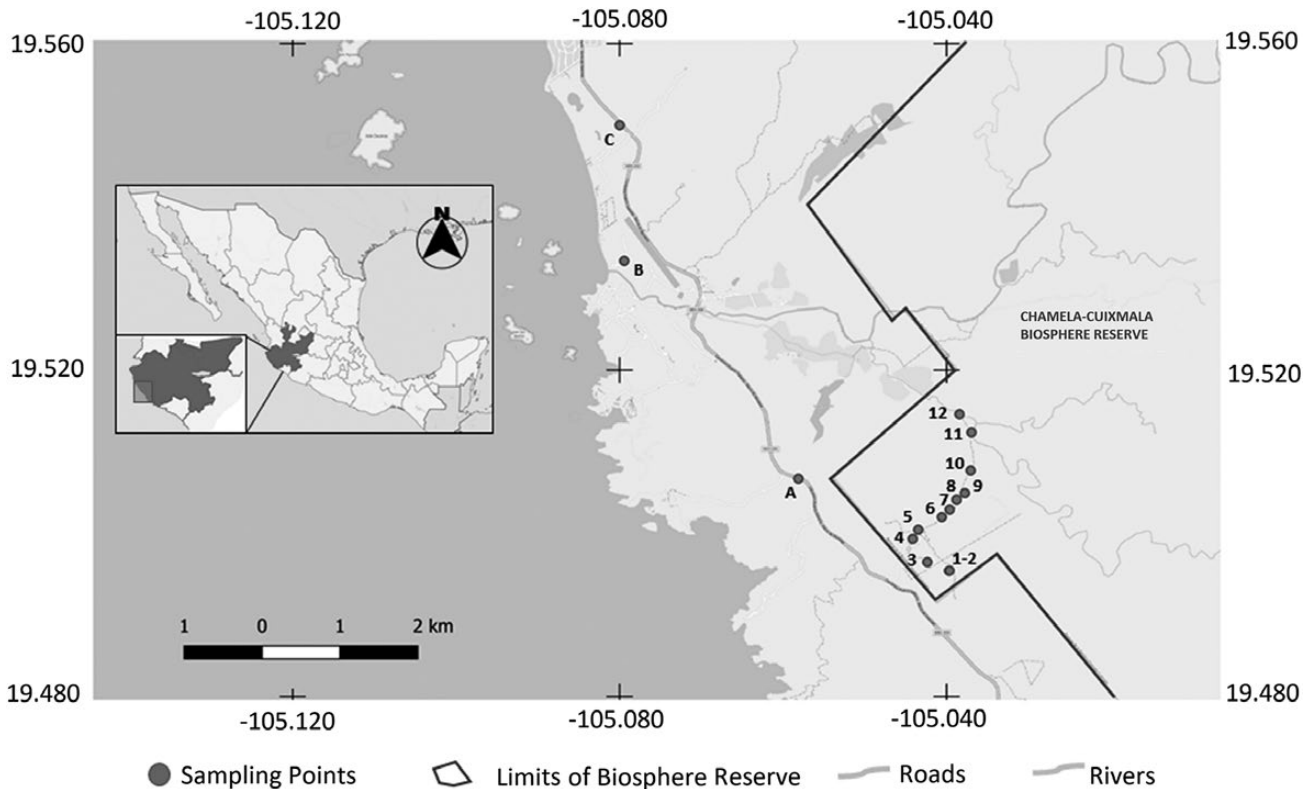 -105.120
-105.080
-105.040
19.560
19.560
C
N
B
CHAMELA-CUIXMALA
BIOSPHERE RESERVE
19.520
19.520
12
11
10
A
8
9
7
6
5
4
3
1-2
1
0
1
2 km
19.480
19.480
-105.120
-105.080
-105.040
Sampling Points
Limits of Biosphere Reserve
Roads
Rivers